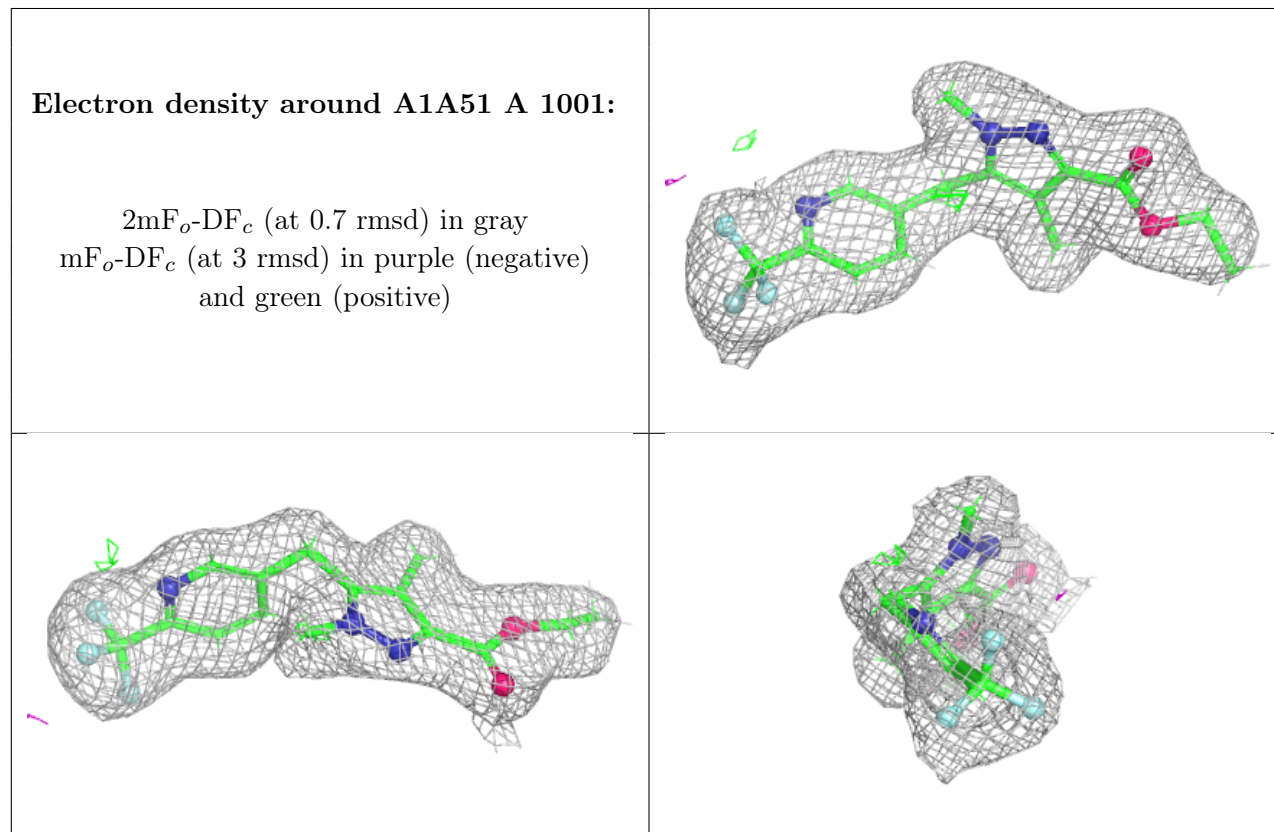 Electron density around A1A51 A 1001:
2mFo-DFc (at 0.7 rmsd) in gray
mFo-DFc (at 3 rmsd) in purple (negative)
and green (positive)